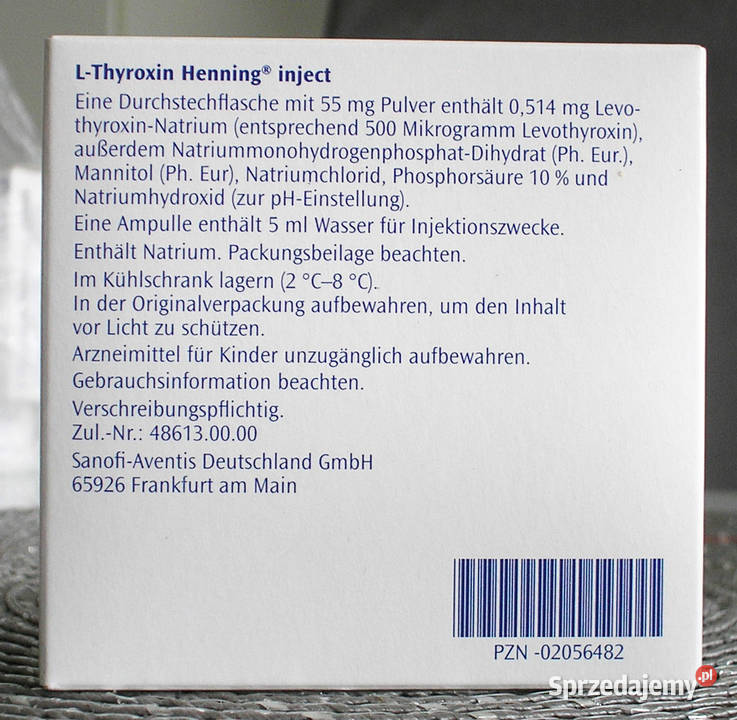 L-Thyroxin Henning® inject
Eine Durchstechflasche mit 55 mg Pulver enthält 0,514 mg Levo-
thyroxin-Natrium (entsprechend 500 Mikrogramm Levothyroxin),
außerdem Natriummonohydrogenphosphat-Dihydrat (Ph. Eur.),
Mannitol (Ph. Eur), Natriumchlorid, Phosphorsäure 10 % und
Natriumhydroxid (zur pH-Einstellung).
Eine Ampulle enthält 5 ml Wasser für Injektionszwecke.
Enthält Natrium. Packungsbeilage beachten.
Im Kühlschrank lagern (2 °C–8 °C).
In der Originalverpackung aufbewahren, um den Inhalt
vor Licht zu schützen.
Arzneimittel für Kinder unzugänglich aufbewahren.
Gebrauchsinformation beachten.
Verschreibungspflichtig.
Zul.-Nr.: 48613.00.00
Sanofi-Aventis Deutschland GmbH
65926 Frankfurt am Main
PZN -02056482
Sprzedajemy.pl